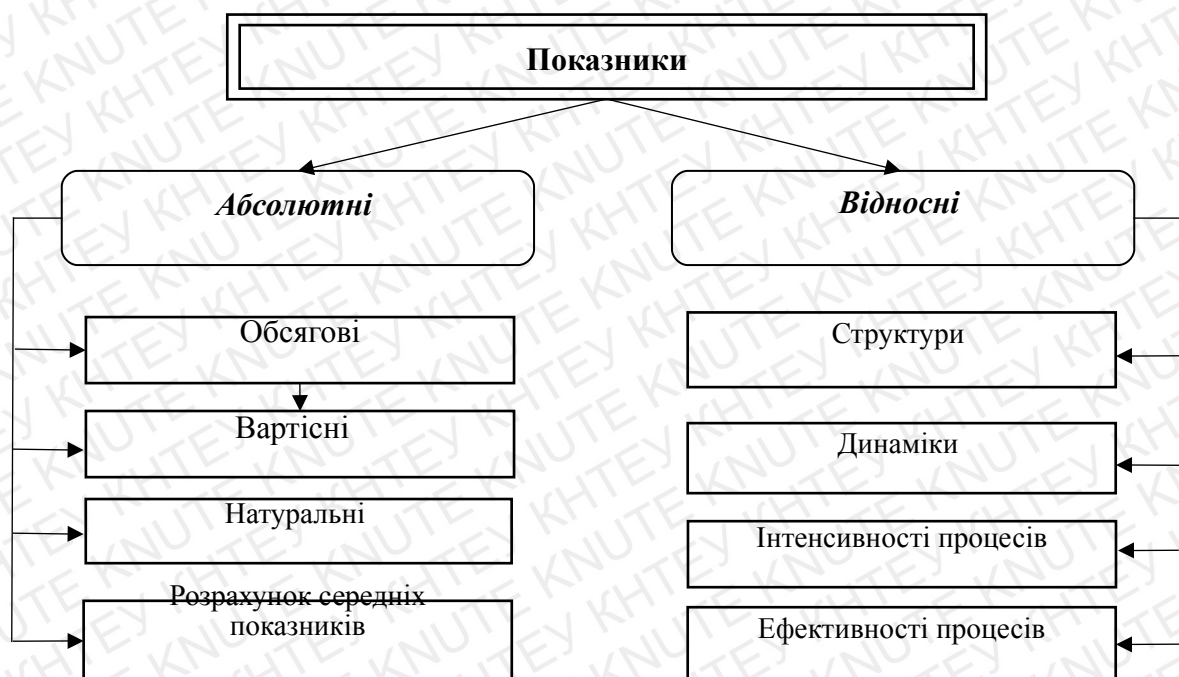 Показники
Абсолютні
Відносні
Обсягові
Вартісні
Натуральні
Розрахунок середніх
показників
Структури
Динаміки
Інтенсивності процесів
Ефективності процесів